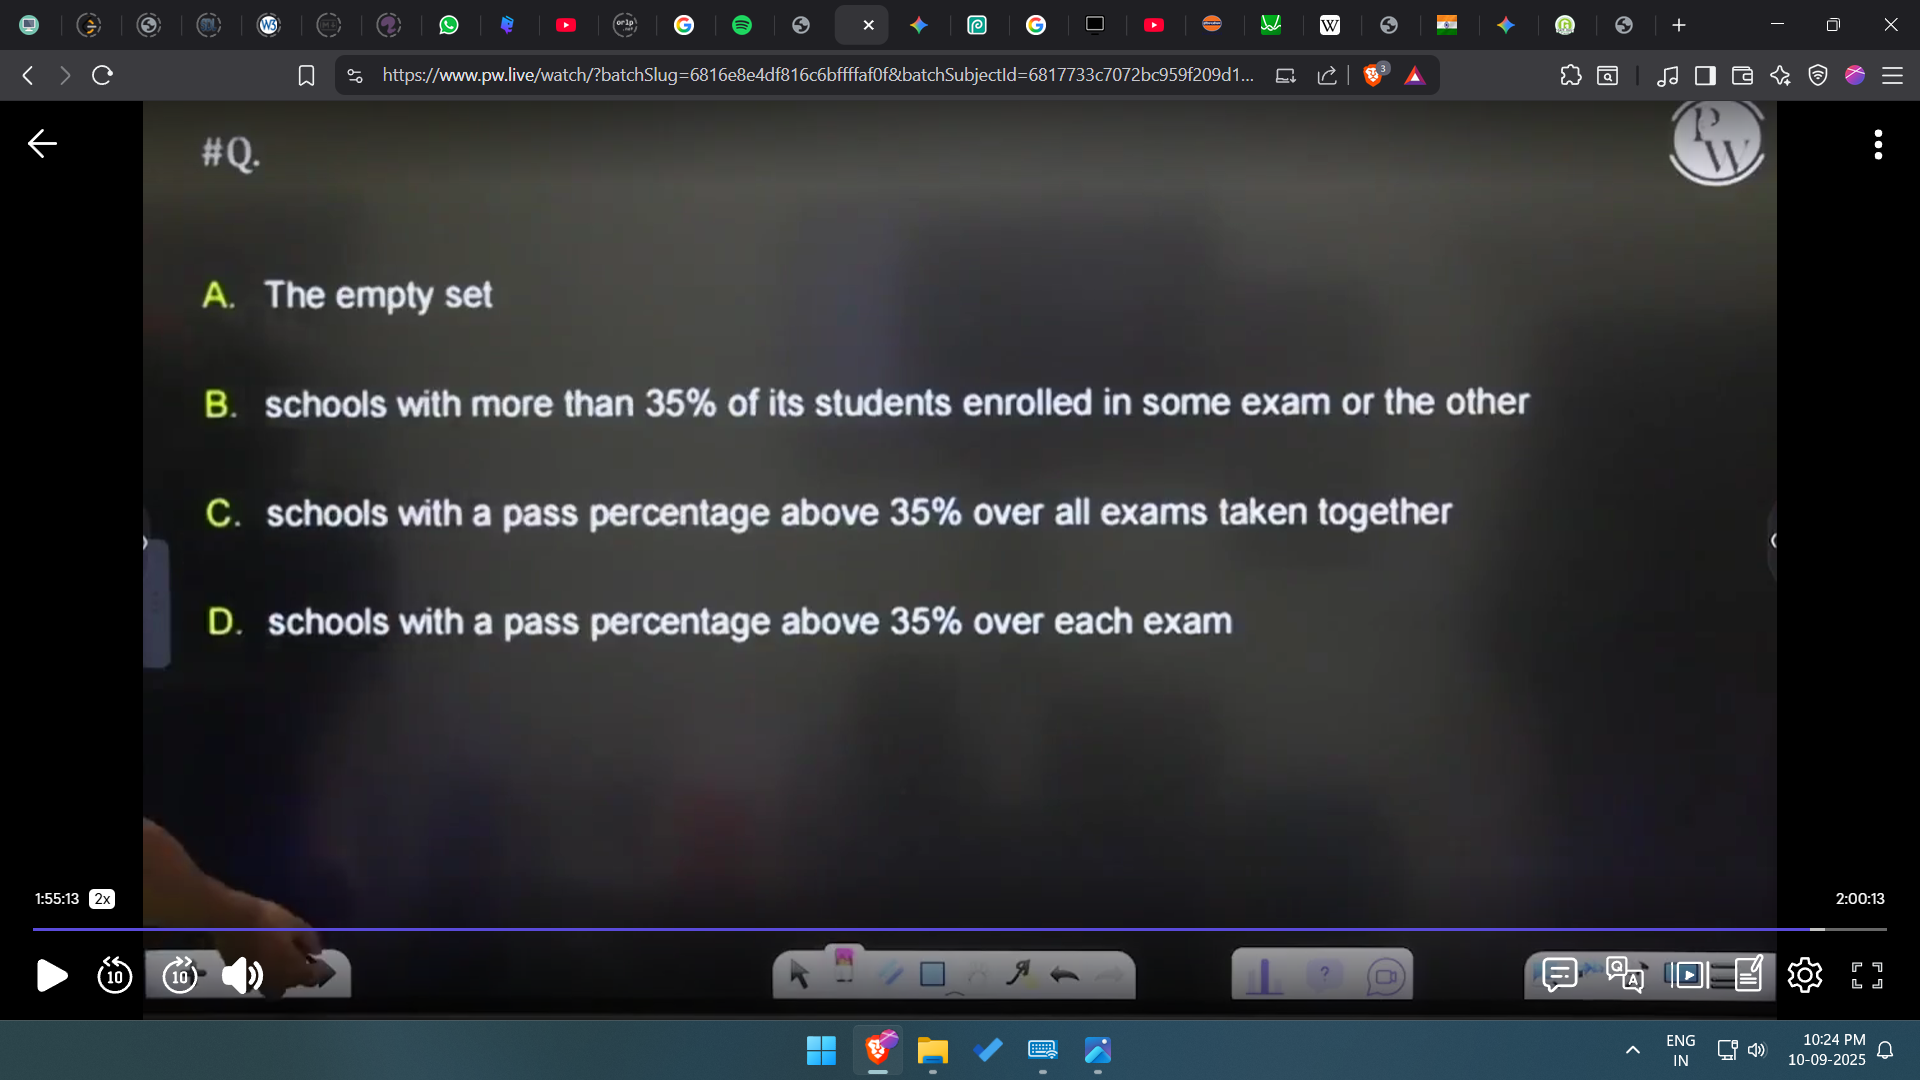 https://www.pw.live/watch/?batchSlug=6816e8e4df816c6bffffaf0f&batchSubjectId=6817733c7072bc959f209d1...
3
#Q.
PW
A. The empty set
B. schools with more than 35% of its students enrolled in some exam or the other
C. schools with a pass percentage above 35% over all exams taken together
D. schools with a pass percentage above 35% over each exam
1:55:13 2x
2:00:13
10
10
ENG
IN
10:24 PM
10-09-2025